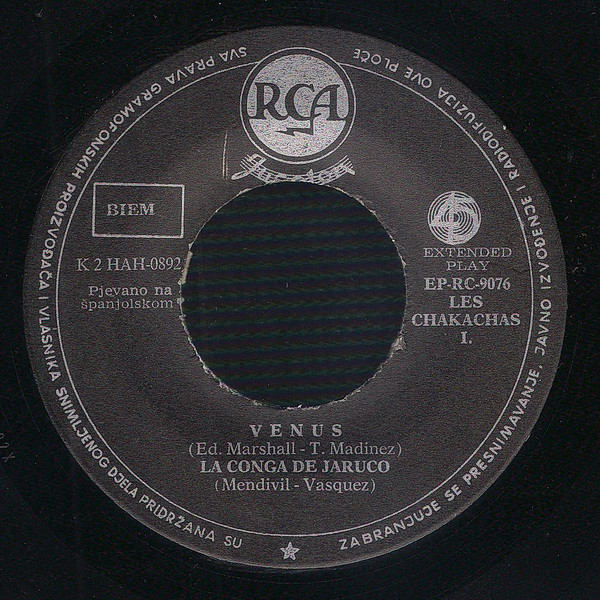 SVA PRAVA GRAMOFONSKIH PROIZVOĐAČA I VLASNIKA SNIMLJENOG DJELA PRIDRŽANA SU
ZABRANJUJE SE PRESNIMAVANJE, JAVNO IZVOĐENJE I RADIODIFUZIJA OVE PLOČE
RCA
BIEM
K 2 HAH-0892
Pjevano na
španjolskom
45
EXTENDED
PLAY
EP-RC-9076
LES
CHAKACHAS
I.
VENUS
(Ed. Marshall - T. Madinez)
LA CONGA DE JARUCO
(Mendivil - Vasquez)